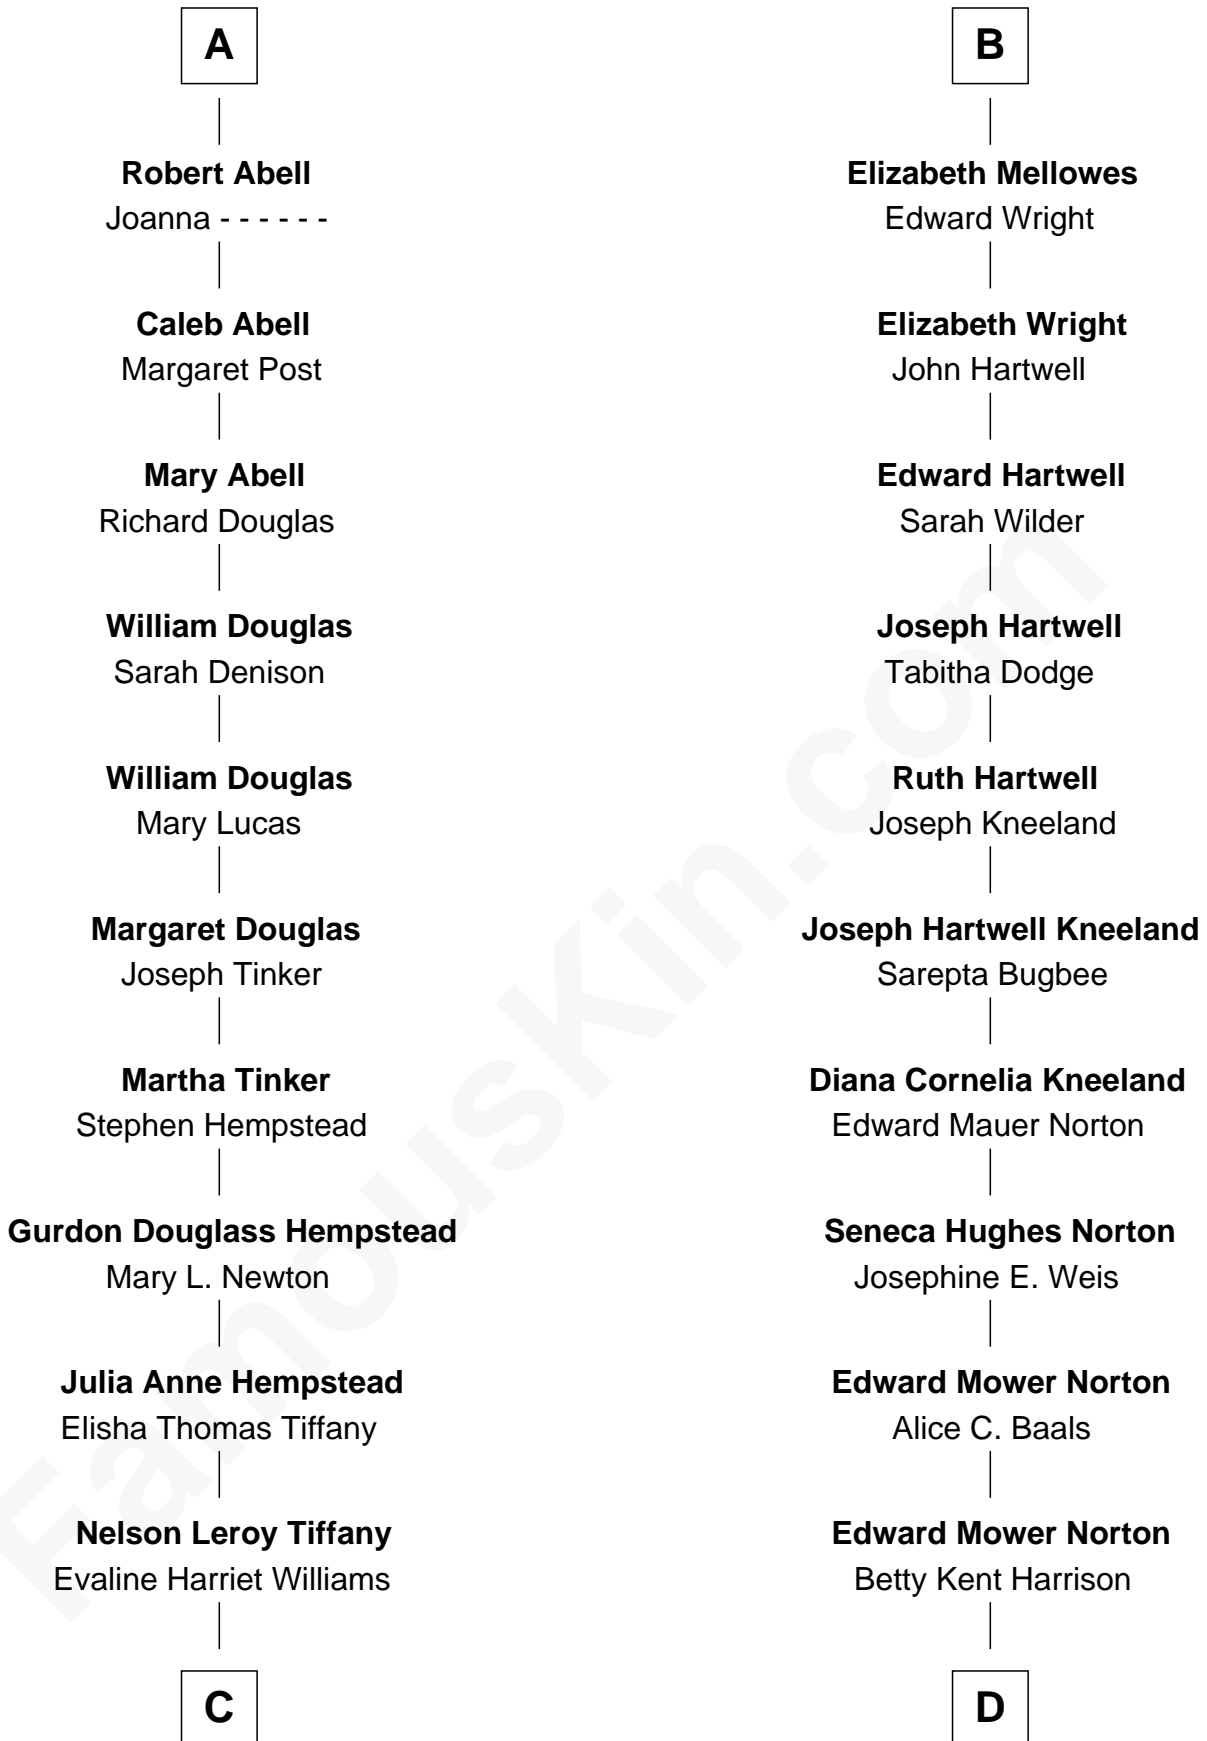 A
Robert Abell
Joanna - - - - - -
Caleb Abell
Margaret Post
Mary Abell
Richard Douglas
William Douglas
Sarah Denison
William Douglas
Mary Lucas
Margaret Douglas
Joseph Tinker
Martha Tinker
Stephen Hempstead
Gurdon Douglass Hempstead
Mary L. Newton
Julia Anne Hempstead
Elisha Thomas Tiffany
Nelson Leroy Tiffany
Evaline Harriet Williams
C
B
Elizabeth Mellowes
Edward Wright
Elizabeth Wright
John Hartwell
Edward Hartwell
Sarah Wilder
Joseph Hartwell
Tabitha Dodge
Ruth Hartwell
Joseph Kneeland
Joseph Hartwell Kneeland
Sarepta Bugbee
Diana Cornelia Kneeland
Edward Mauer Norton
Seneca Hughes Norton
Josephine E. Weis
Edward Mower Norton
Alice C. Baals
Edward Mower Norton
Betty Kent Harrison
D
FamousKin.com